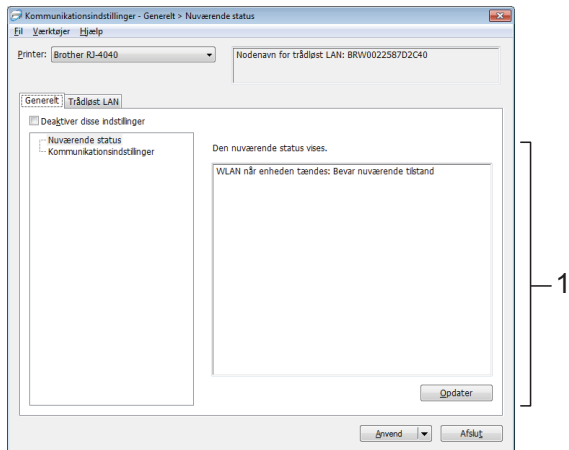 Kommunikationsindstillinger - Generelt > Nuværende status
Fil Værktøjer Hjælp
Printer: Brother RJ-4040
Nodenavn for trådløst LAN: BRW0022587D2C40
Generelt Trådløst LAN
Deaktiver disse indstillinger
Nuværende status
Kommunikationsindstillinger
Den nuværende status vises.
WLAN når enheden tændes: Bevar nuværende tilstand
1
Opdater
Anvend Afslut